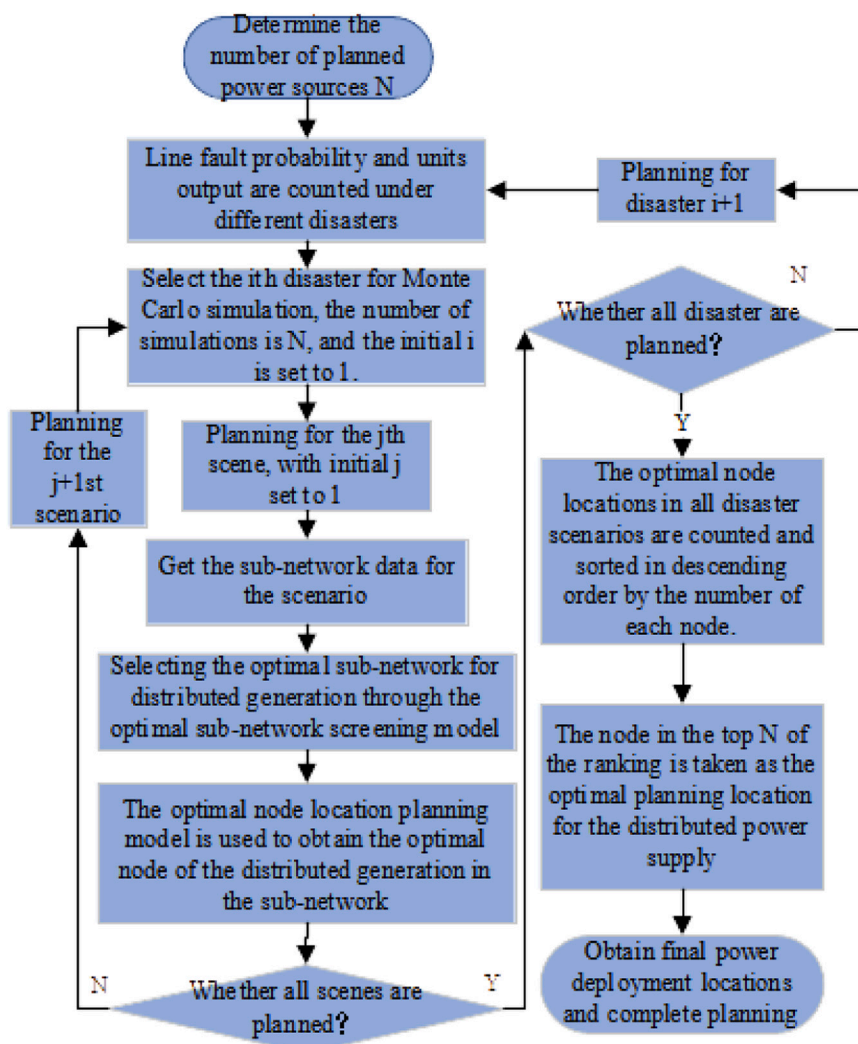 Determine the
number of planned
power sources N
Line fault probability and units
output are counted under
different disasters
Planning for
disaster i+1
Select the ith disaster for Monte
Carlo simulation, the number of
simulations is N, and the initial i
is set to 1.
N
Whether all disaster are
planned?
Y
Planning
for the
j+1st
scenario
Planning for the jth
scene, with initial j
set to 1
Get the sub-network data for
the scenario
The optimal node
locations in all disaster
scenarios are counted and
sorted in descending
order by the number of
each node.
Selecting the optimal sub-network for
distributed generation through the
optimal sub-network screening model
The node in the top N of
the ranking is taken as the
optimal planning location
for the distributed power
supply
The optimal node location planning
model is used to obtain the optimal
node of the distributed generation in
the sub-network
N
Whether all scenes are
planned?
Y
Obtain final power
deployment locations
and complete planning